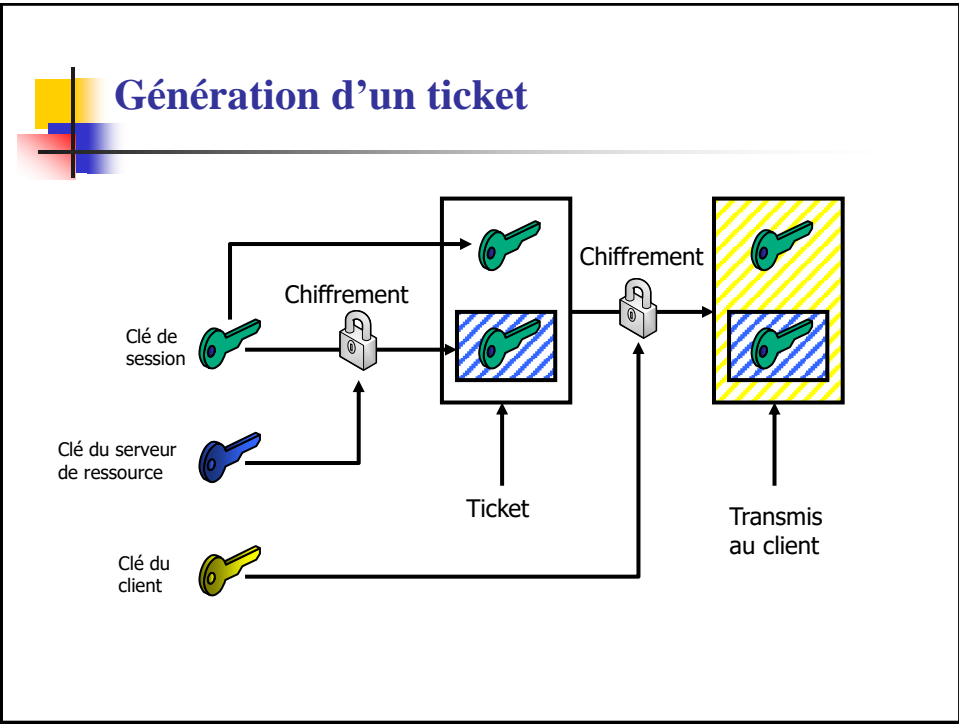 Génération d’un ticket
Chiffrement
Chiffrement
Clé de
session
Clé du serveur
de ressource
Ticket
Transmis
au client
Clé du
client